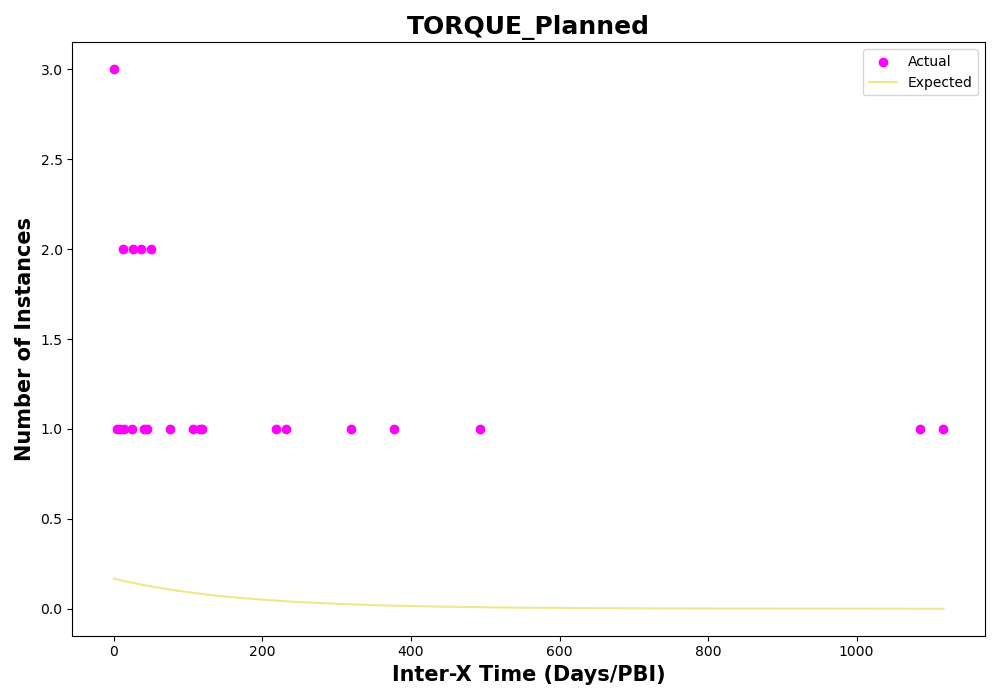 TORQUE_Planned
Actual
Expected
3.0
2.5
2.0
1.5
1.0
0.5
0.0
Number of Instances
0 200 400 600 800 1000
Inter-X Time (Days/PBI)